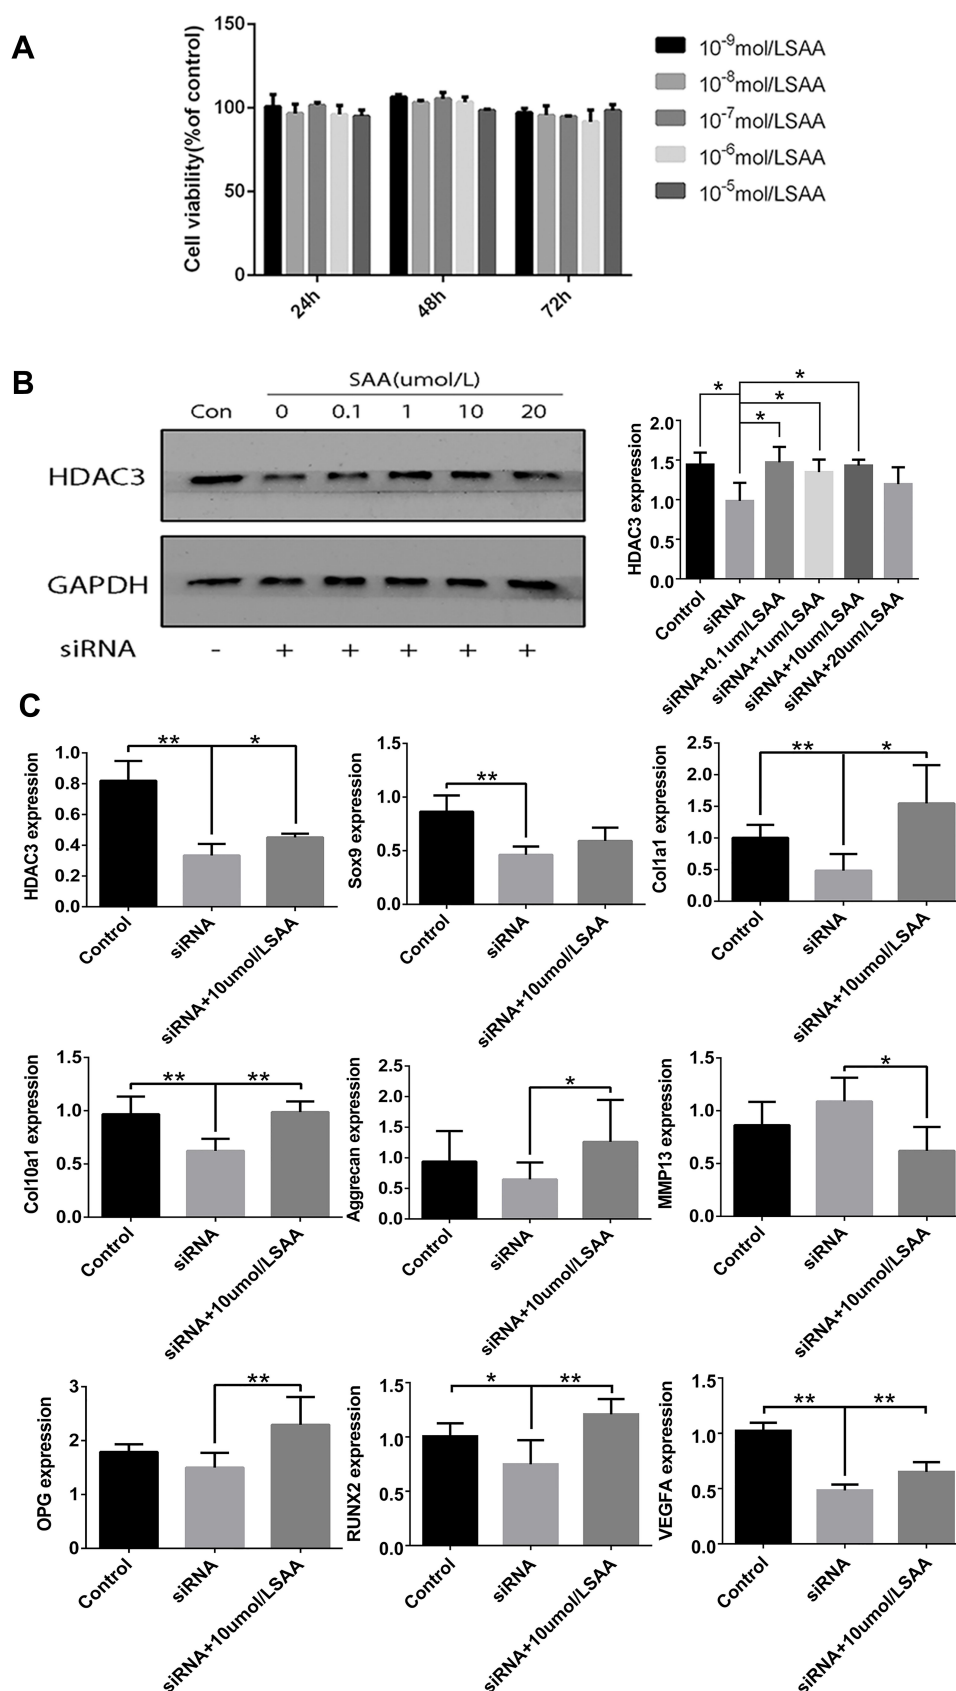 A
Cell viability(%of control)
150
100
50
0
24h
48h
72h
10⁻⁹mol/LSAA
10⁻⁸mol/LSAA
10⁻⁷mol/LSAA
10⁻⁶mol/LSAA
10⁻⁵mol/LSAA
B
SAA(umol/L)
Con 0 0.1 1 10 20
HDAC3
GAPDH
siRNA - + + + + +
* * * *
HDAC3 expression
2.0
1.5
1.0
0.5
0.0
Control
siRNA
siRNA+0.1um/LSAA
siRNA+1um/LSAA
siRNA+10um/LSAA
siRNA+20um/LSAA
C
HDAC3 expression
1.0
0.8
0.6
0.4
0.2
0.0
** *
Control
siRNA
siRNA+10umol/LSAA
Sox9 expression
1.5
1.0
0.5
0.0
**
Control
siRNA
siRNA+10umol/LSAA
Col1a1 expression
2.5
2.0
1.5
1.0
0.5
0.0
** *
Control
siRNA
siRNA+10umol/LSAA
Col10a1 expression
1.5
1.0
0.5
0.0
** **
Control
siRNA
siRNA+10umol/LSAA
Aggrecan expression
2.5
2.0
1.5
1.0
0.5
0.0
*
Control
siRNA
siRNA+10umol/LSAA
MMP13 expression
1.5
1.0
0.5
0.0
*
Control
siRNA
siRNA+10umol/LSAA
OPG expression
3
2
1
0
**
Control
siRNA
siRNA+10umol/LSAA
RUNX2 expression
1.5
1.0
0.5
0.0
* **
Control
siRNA
siRNA+10umol/LSAA
VEGFA expression
1.5
1.0
0.5
0.0
** **
Control
siRNA
siRNA+10umol/LSAA